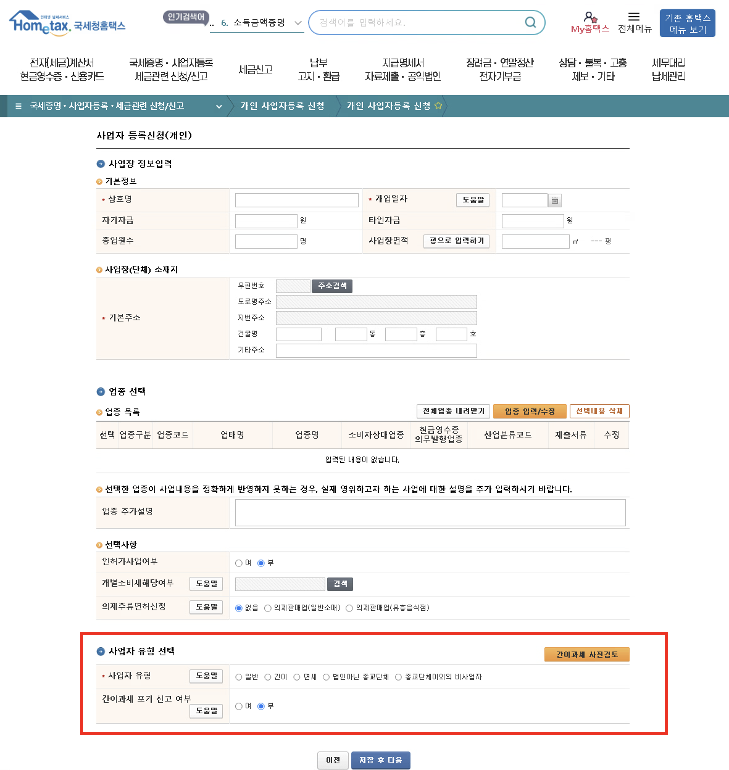 전자정부 실현을 위한
Hometax. 국세청홈택스
인기검색어
.. 6. 소득금액증명
검색어를 입력하세요.
My홈택스
전체메뉴
기존 홈택스
메뉴 보기
전자(세금)계산서
현금영수증·신용카드
국세증명·사업자등록
세금관련 신청/신고
세금신고
납부
고지·환급
지급명세서
자료제출·공익법인
장려금·연말정산
전자기부금
상담·불복·고충
제보·기타
세무대리
납세관리
국세증명·사업자등록·세금관련 신청/신고
개인 사업자등록 신청
개인 사업자등록 신청 ☆
사업자 등록신청(개인)
사업장 정보입력
기본정보
• 상호명
• 개업일자 도움말
자기자금 원
타인자금 원
종업원수 명
사업장면적 평으로 입력하기 ㎡ --- 평
사업장(단체) 소재지
• 기본주소
우편번호 주소검색
도로명주소
지번주소
건물명 동 층 호
기타주소
업종 선택
업종 목록 전체업종 내려받기 업종 입력/수정 선택내용 삭제
선택 업종구분 업종코드 업태명 업종명 소비자상대업종 현금영수증 의무발행업종 산업분류코드 제출서류 수정
입력된 내용이 없습니다.
선택한 업종이 사업내용을 정확하게 반영하지 못하는 경우, 실제 영위하고자 하는 사업에 대한 설명을 추가 입력하시기 바랍니다.
업종 추가설명
선택사항
인허가사업여부 여 부
개별소비세해당여부 도움말 검색
의제주류면허신청 도움말 없음 의제판매업(일반소매) 의제판매업(유흥음식점)
사업자 유형 선택 간이과세 사전검토
• 사업자 유형 도움말 일반 간이 면세 법인아닌 종교단체 종교단체이외의 비사업자
간이과세 포기 신고 여부 도움말 여 부
이전 저장 후 다음